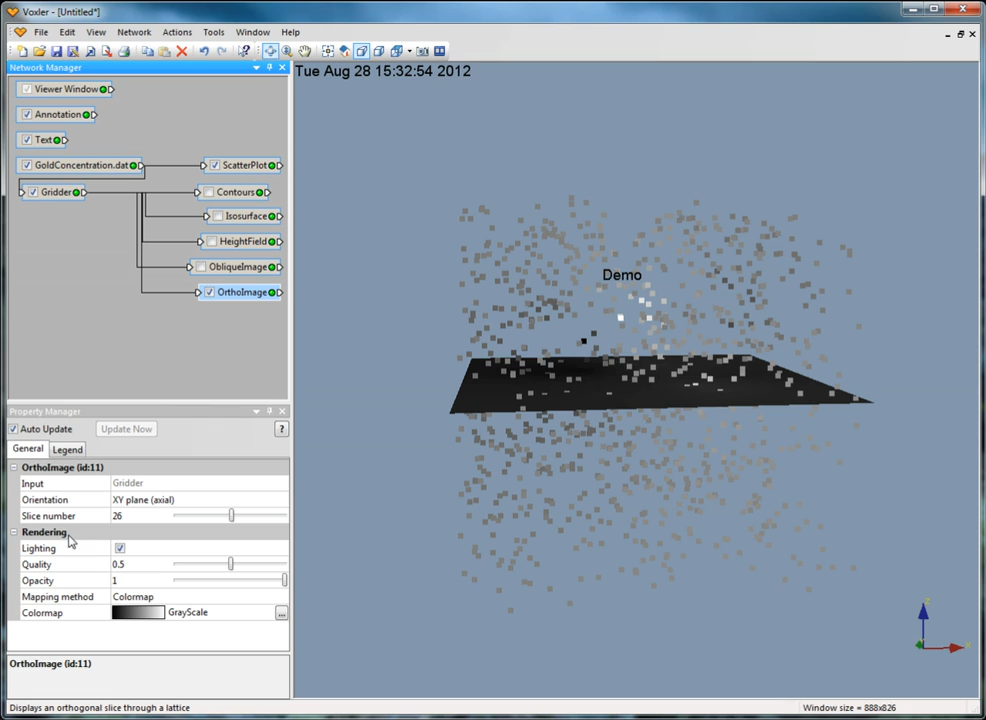 Voxler - [Untitled*]
File Edit View Network Actions Tools Window Help
Network Manager
Viewer Window
Annotation
Text
GoldConcentration.dat
ScatterPlot
Gridder
Contours
Isosurface
HeightField
ObliqueImage
OrthoImage
Tue Aug 28 15:32:54 2012
Demo
Property Manager
Auto Update Update Now ?
General Legend
OrthoImage (id:11)
Input Gridder
Orientation XY plane (axial)
Slice number 26
Rendering
Lighting
Quality 0.5
Opacity 1
Mapping method Colormap
Colormap GrayScale ...
OrthoImage (id:11)
Displays an orthogonal slice through a lattice
Window size = 888x826